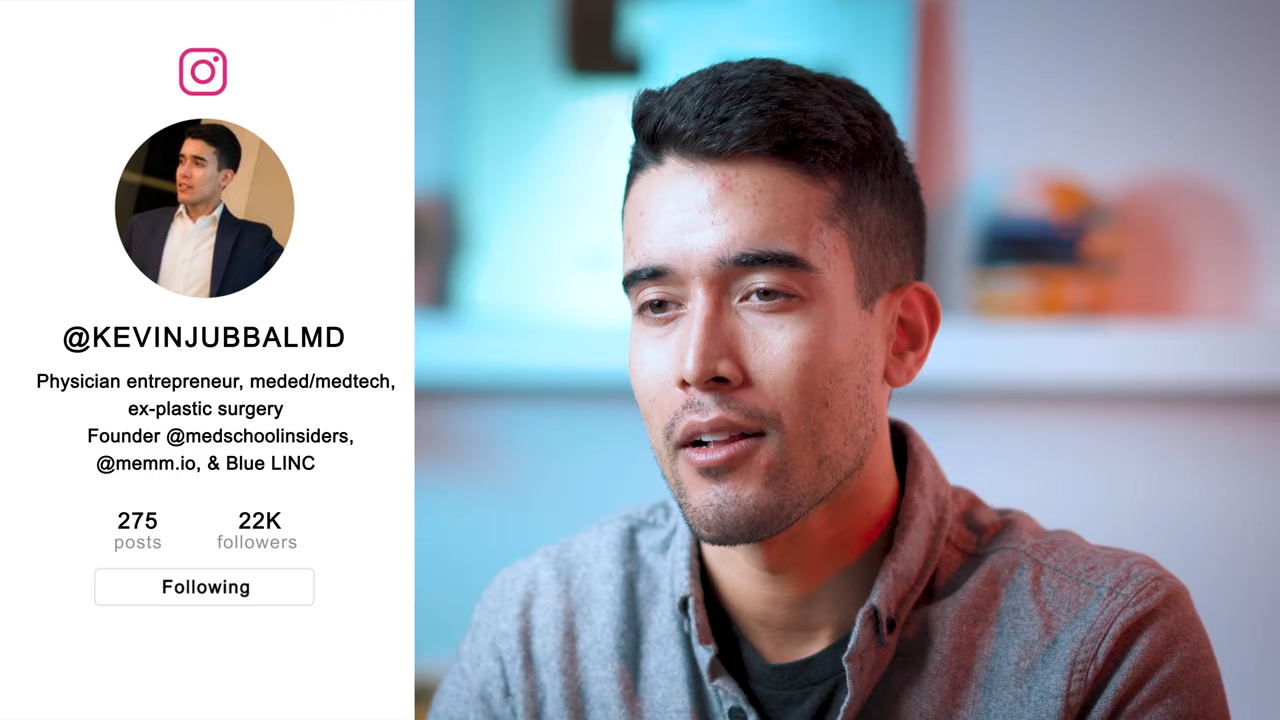 @KEVINJUBBALMD
Physician entrepreneur, meded/medtech,
ex-plastic surgery
Founder @medschoolinsiders,
@memm.io, & Blue LINC
275 22K
posts followers
Following